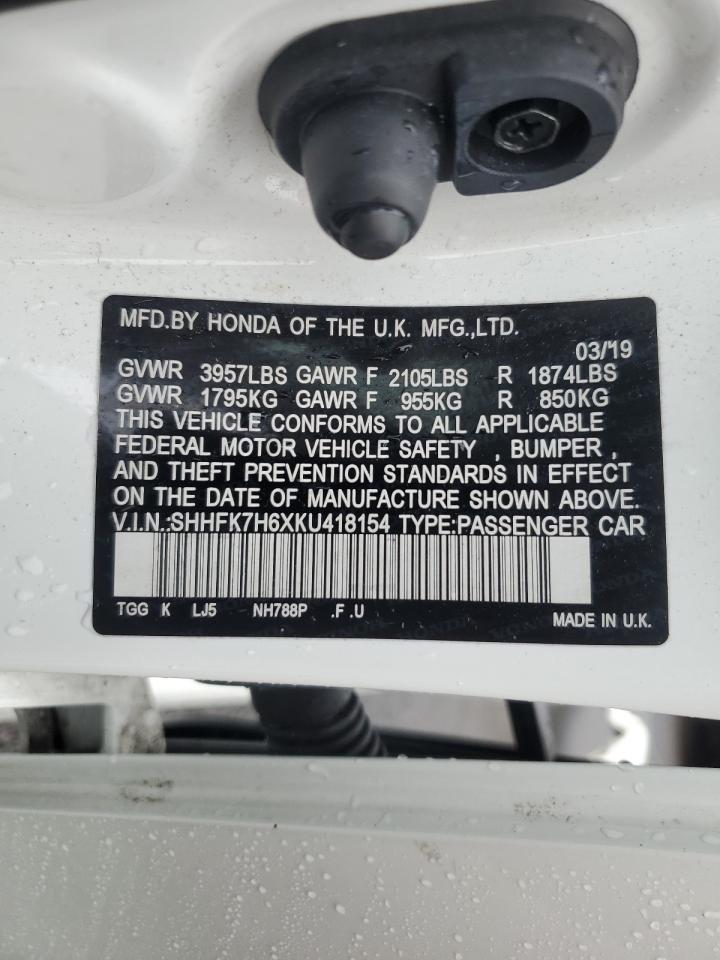 MFD.BY HONDA OF THE U.K. MFG.,LTD.
03/'19
GVWR 3957LBS GAWR F 2105LBS R 1874LBS
GVWR 1795KG GAWR F 955KG R 850KG
THIS VEHICLE CONFORMS TO ALL APPLICABLE
FEDERAL MOTOR VEHICLE SAFETY , BUMPER ,
AND THEFT PREVENTION STANDARDS IN EFFECT
ON THE DATE OF MANUFACTURE SHOWN ABOVE.
V.I.N.:SHHFK7H6XKU418154 TYPE:PASSENGER CAR
TGG K LJ5 NH788P .F .U
MADE IN U.K.